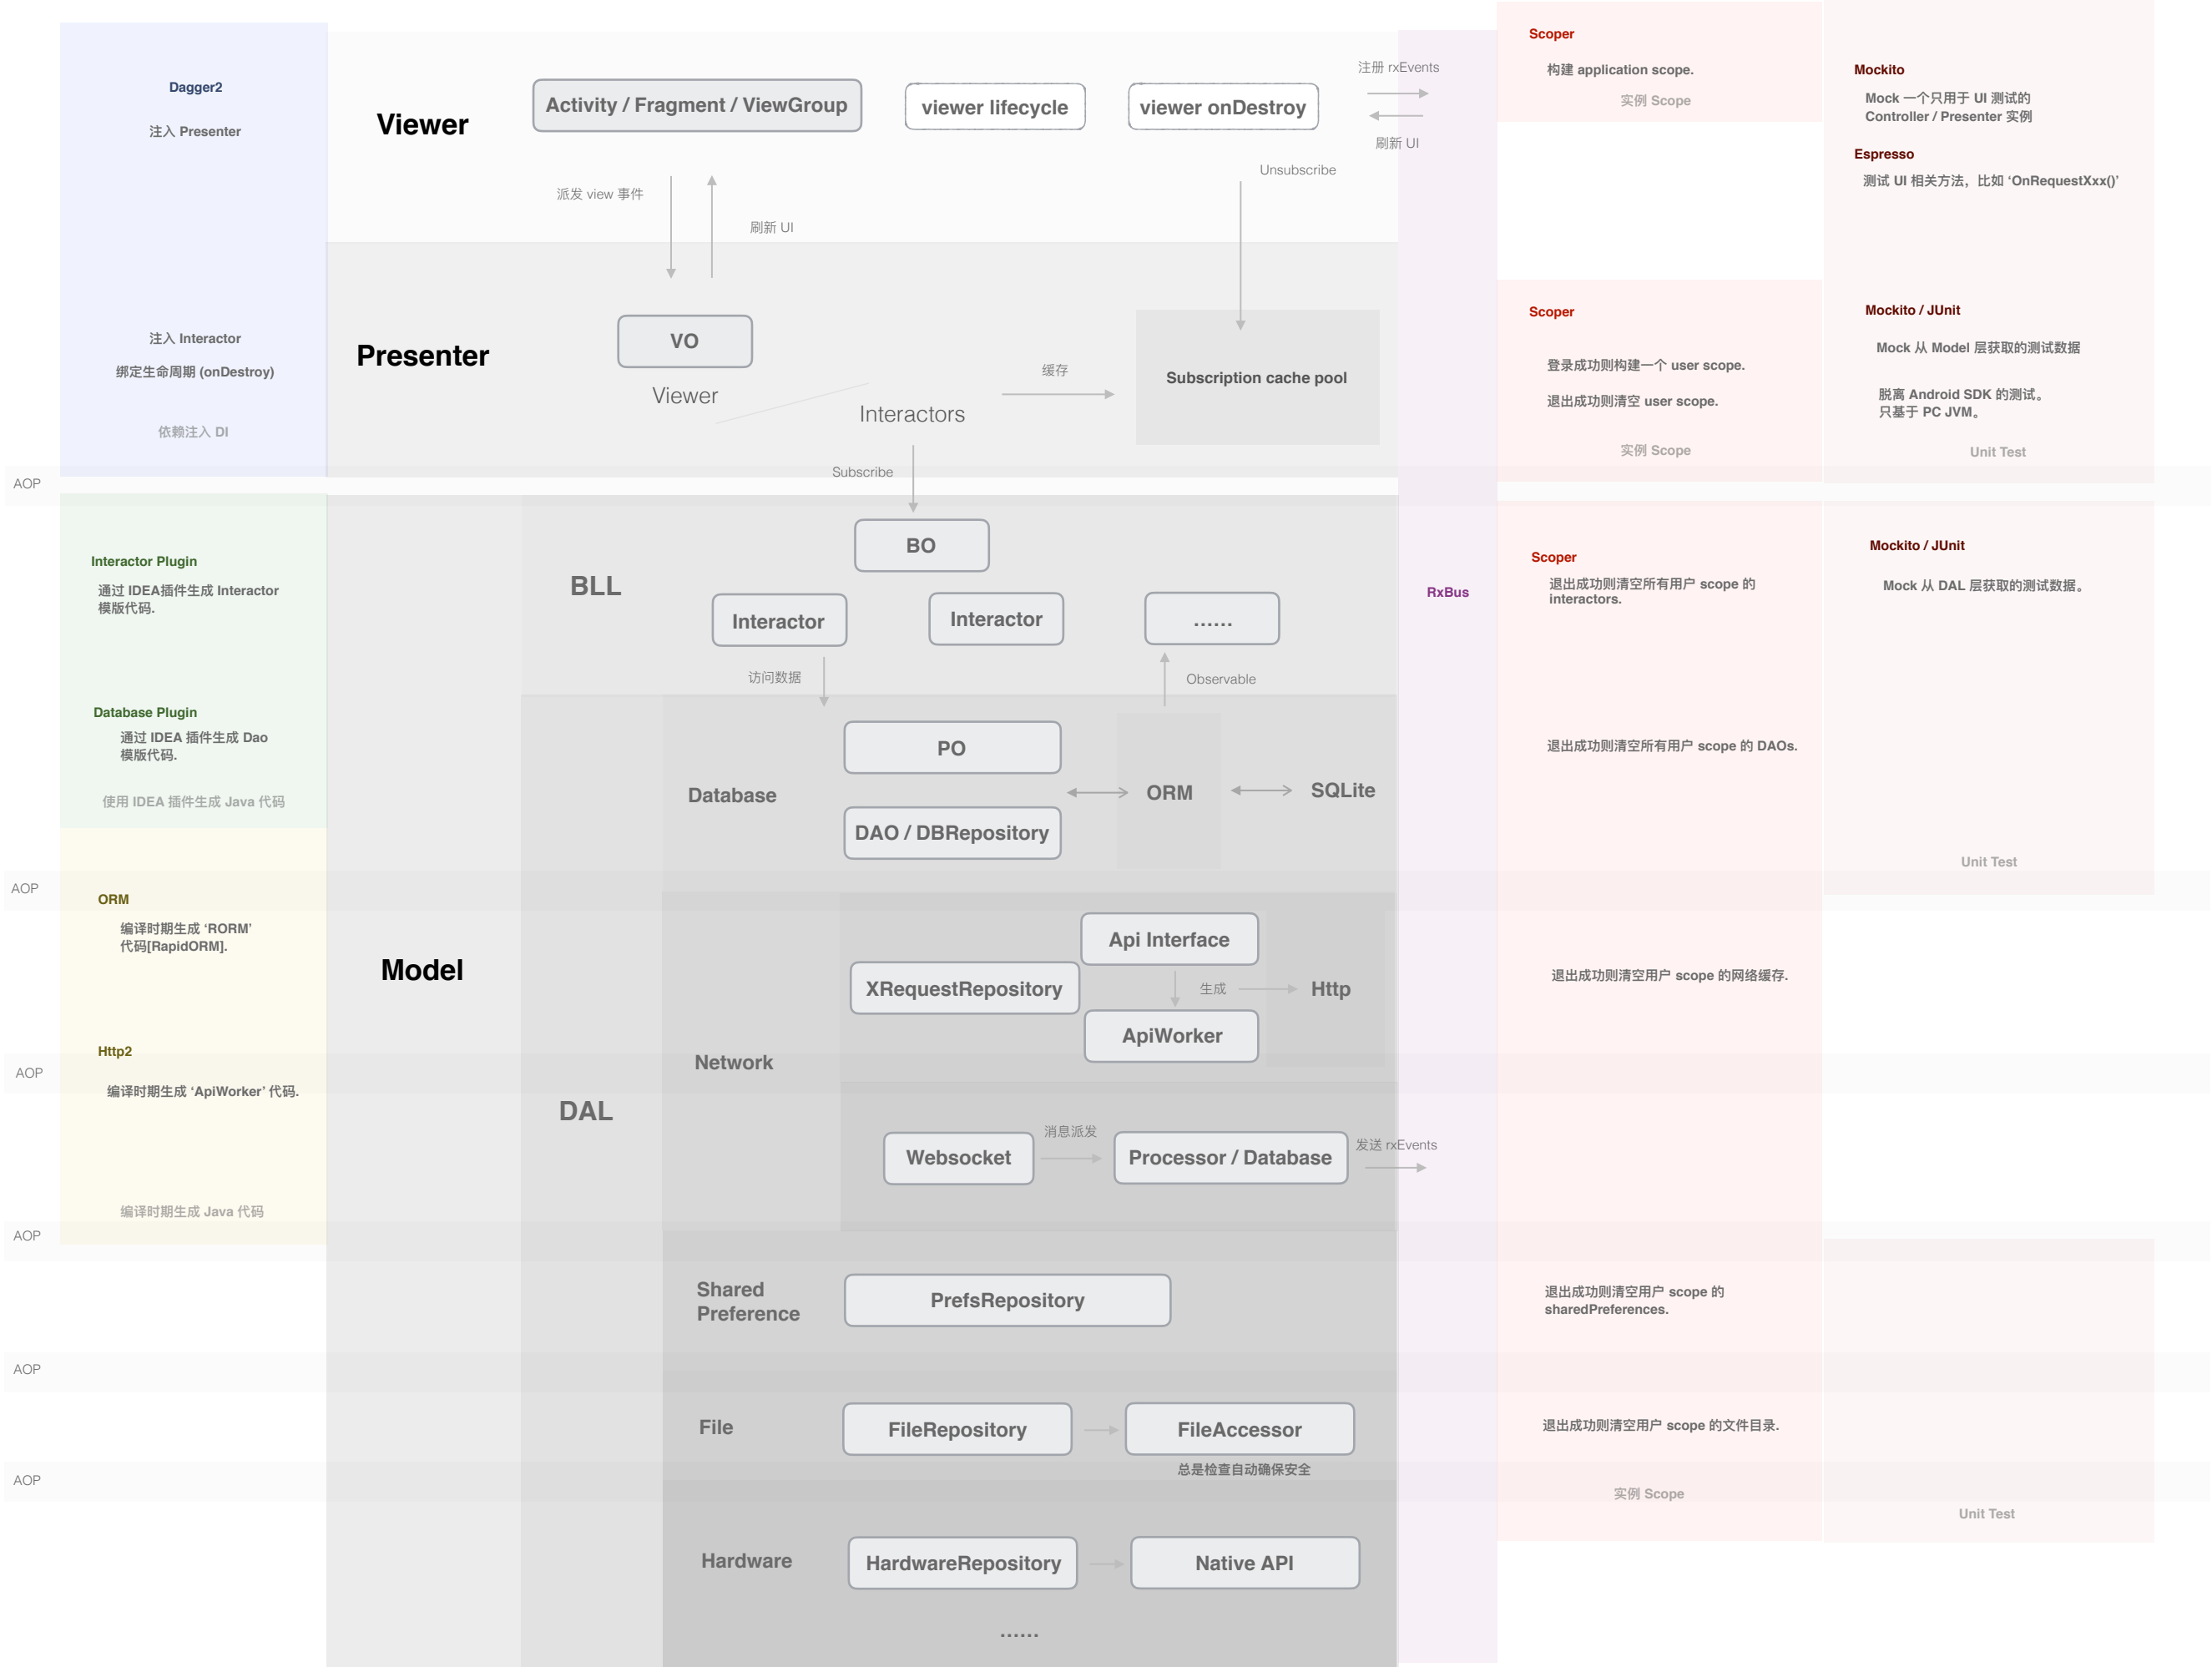 Dagger2
注入 Presenter
注入 Interactor
绑定生命周期 (onDestroy)
依赖注入 DI
AOP
Interactor Plugin
通过 IDEA插件生成 Interactor
模版代码.
Database Plugin
通过 IDEA 插件生成 Dao
模版代码.
使用 IDEA 插件生成 Java 代码
AOP
ORM
编译时期生成 ‘RORM’
代码[RapidORM].
Http2
AOP
编译时期生成 ‘ApiWorker’ 代码.
编译时期生成 Java 代码
AOP
AOP
AOP
Viewer
Activity / Fragment / ViewGroup
viewer lifecycle
viewer onDestroy
注册 rxEvents
刷新 UI
派发 view 事件
刷新 UI
Unsubscribe
Presenter
VO
Viewer
Interactors
缓存
Subscription cache pool
Subscribe
Model
BLL
BO
Interactor
Interactor
......
访问数据
Observable
DAL
Database
PO
DAO / DBRepository
ORM
SQLite
Network
XRequestRepository
Api Interface
生成
ApiWorker
Http
Websocket
消息派发
Processor / Database
发送 rxEvents
Shared
Preference
PrefsRepository
File
FileRepository
FileAccessor
总是检查自动确保安全
Hardware
HardwareRepository
Native API
......
RxBus
Scoper
构建 application scope.
实例 Scope
Scoper
登录成功则构建一个 user scope.
退出成功则清空 user scope.
实例 Scope
Scoper
退出成功则清空所有用户 scope 的
interactors.
退出成功则清空所有用户 scope 的 DAOs.
退出成功则清空用户 scope 的网络缓存.
退出成功则清空用户 scope 的
sharedPreferences.
退出成功则清空用户 scope 的文件目录.
实例 Scope
Mockito
Mock 一个只用于 UI 测试的
Controller / Presenter 实例
Espresso
测试 UI 相关方法，比如 ‘OnRequestXxx()’
Mockito / JUnit
Mock 从 Model 层获取的测试数据
脱离 Android SDK 的测试。
只基于 PC JVM。
Unit Test
Mockito / JUnit
Mock 从 DAL 层获取的测试数据。
Unit Test
Unit Test